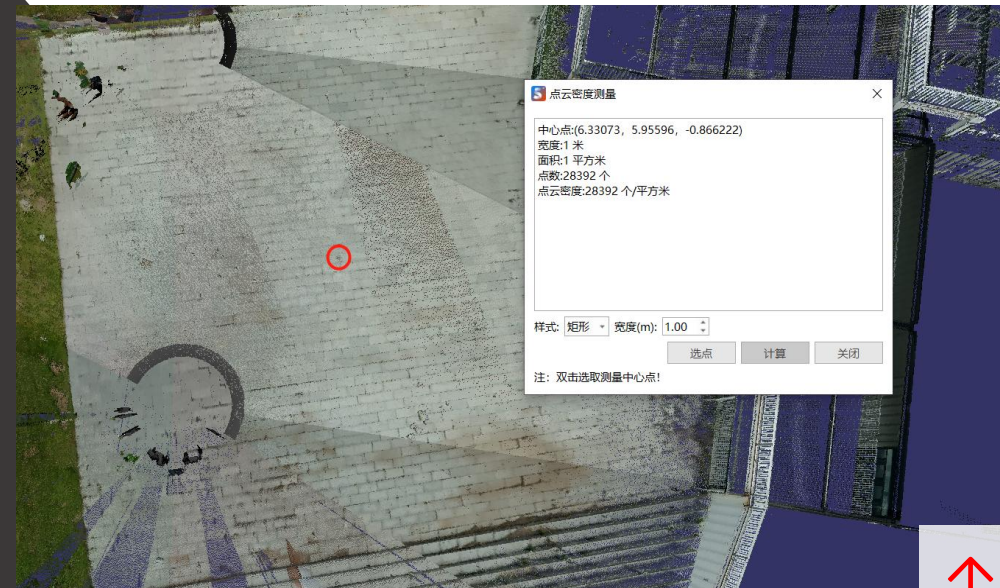 点云密度测量
中心点:(6.33073, 5.95596, -0.866222)
宽度:1 米
面积:1 平方米
点数:28392 个
点云密度:28392 个/平方米
样式: 矩形 宽度(m): 1.00
选点 计算 关闭
注: 双击选取测量中心点!